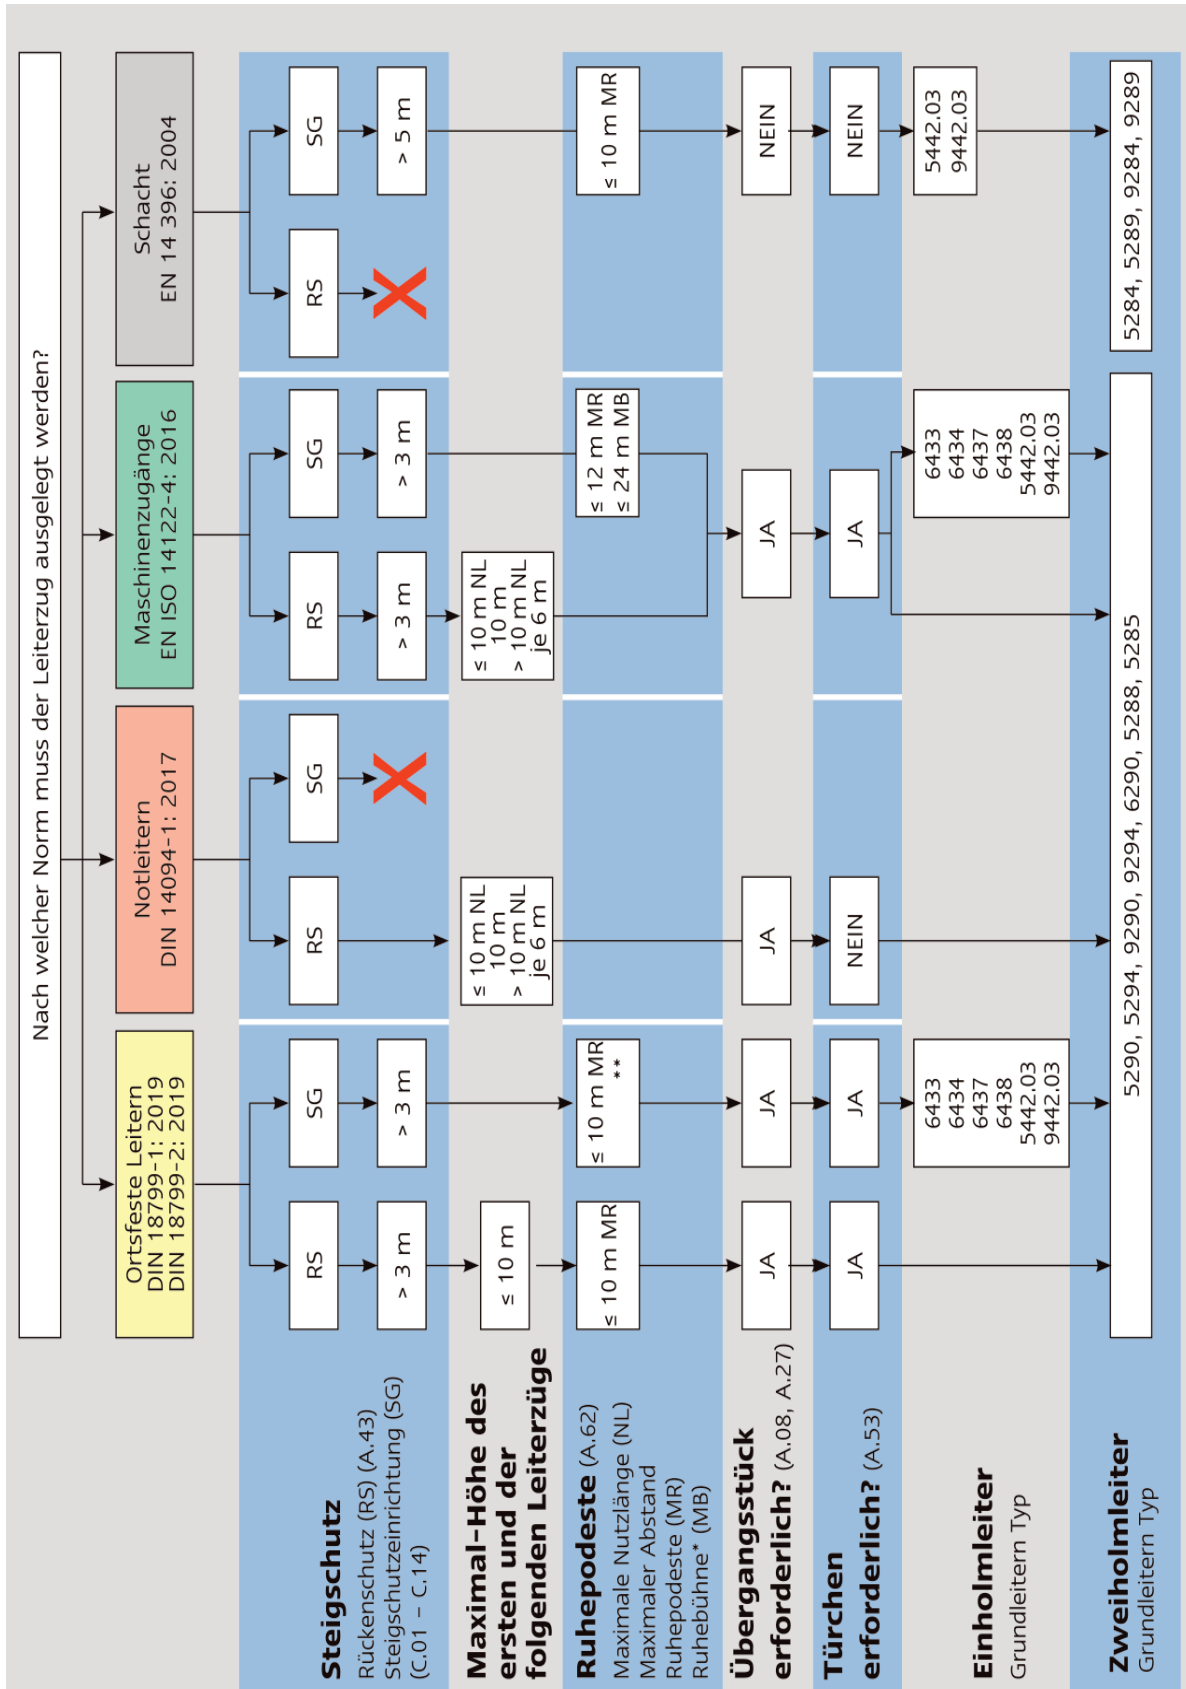 Nach welcher Norm muss der Leiterzug ausgelegt werden?
Ortsfeste Leitern
DIN 18799-1: 2019
DIN 18799-2: 2019
Notleitern
DIN 14094-1: 2017
Maschinenzugänge
EN ISO 14122-4: 2016
Schacht
EN 14 396: 2004
Steigschutz
Rückenschutz (RS) (A.43)
Steigschutzeinrichtung (SG)
(C.01 – C.14)
RS
SG
RS
SG
RS
SG
RS
SG
> 3 m
> 3 m
> 3 m
> 3 m
> 5 m
Maximal-Höhe des
ersten und der
folgenden Leiterzüge
≤ 10 m
≤ 10 m NL
10 m
> 10 m NL
je 6 m
≤ 10 m NL
10 m
> 10 m NL
je 6 m
Ruhepodeste (A.62)
Maximale Nutzlänge (NL)
Maximaler Abstand
Ruhepodeste (MR)
Ruhebühne* (MB)
≤ 10 m MR
≤ 10 m MR
**
≤ 12 m MR
≤ 24 m MB
≤ 10 m MR
Übergangsstück
erforderlich? (A.08, A.27)
JA
JA
JA
JA
NEIN
Türchen
erforderlich? (A.53)
JA
JA
NEIN
JA
NEIN
Einholmleiter
Grundleitern Typ
6433
6434
6437
6438
5442.03
9442.03
6433
6434
6437
6438
5442.03
9442.03
5442.03
9442.03
Zweiholmleiter
Grundleitern Typ
5290, 5294, 9290, 9294, 6290, 5288, 5285
5284, 5289, 9284, 9289